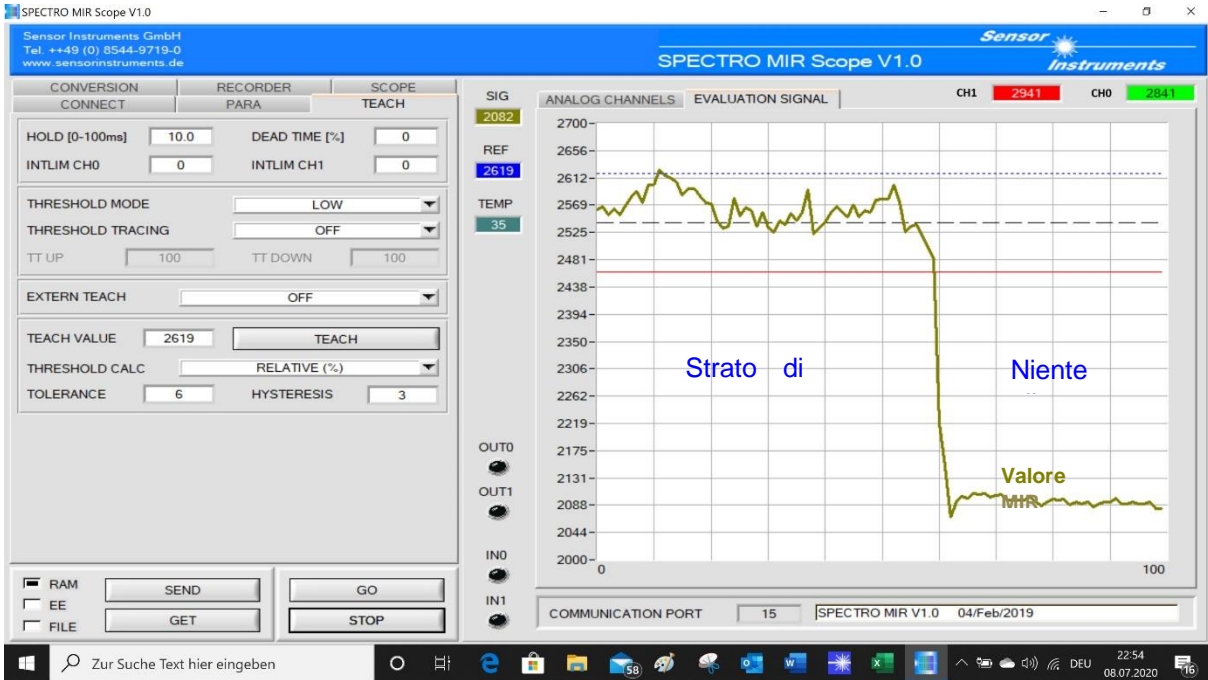 SPECTRO MIR Scope V1.0
Sensor Instruments GmbH
Tel. ++49 (0) 8544-9719-0
www.sensorinstruments.de
SPECTRO MIR Scope V1.0
Sensor
Instruments
CONVERSION RECORDER SCOPE
CONNECT PARA TEACH
HOLD [0-100ms] 10.0 DEAD TIME [%] 0
INTLIM CH0 0 INTLIM CH1 0
THRESHOLD MODE LOW
THRESHOLD TRACING OFF
TT UP 100 TT DOWN 100
EXTERN TEACH OFF
TEACH VALUE 2619 TEACH
THRESHOLD CALC RELATIVE (%)
TOLERANCE 6 HYSTERESIS 3
RAM
EE
FILE
SEND
GET
GO
STOP
SIG
2082
REF
2619
TEMP
35
OUT0
OUT1
IN0
IN1
ANALOG CHANNELS EVALUATION SIGNAL
CH1 2941 CH0 2841
2700
2656
2612
2569
2525
2481
2438
2394
2350
2306
2262
2219
2175
2131
2088
2044
2000
0 100
Strato di
Niente
Valore
MIR
COMMUNICATION PORT 15 SPECTRO MIR V1.0 04/Feb/2019
Zur Suche Text hier eingeben
58
DEU
22:54
08.07.2020
16